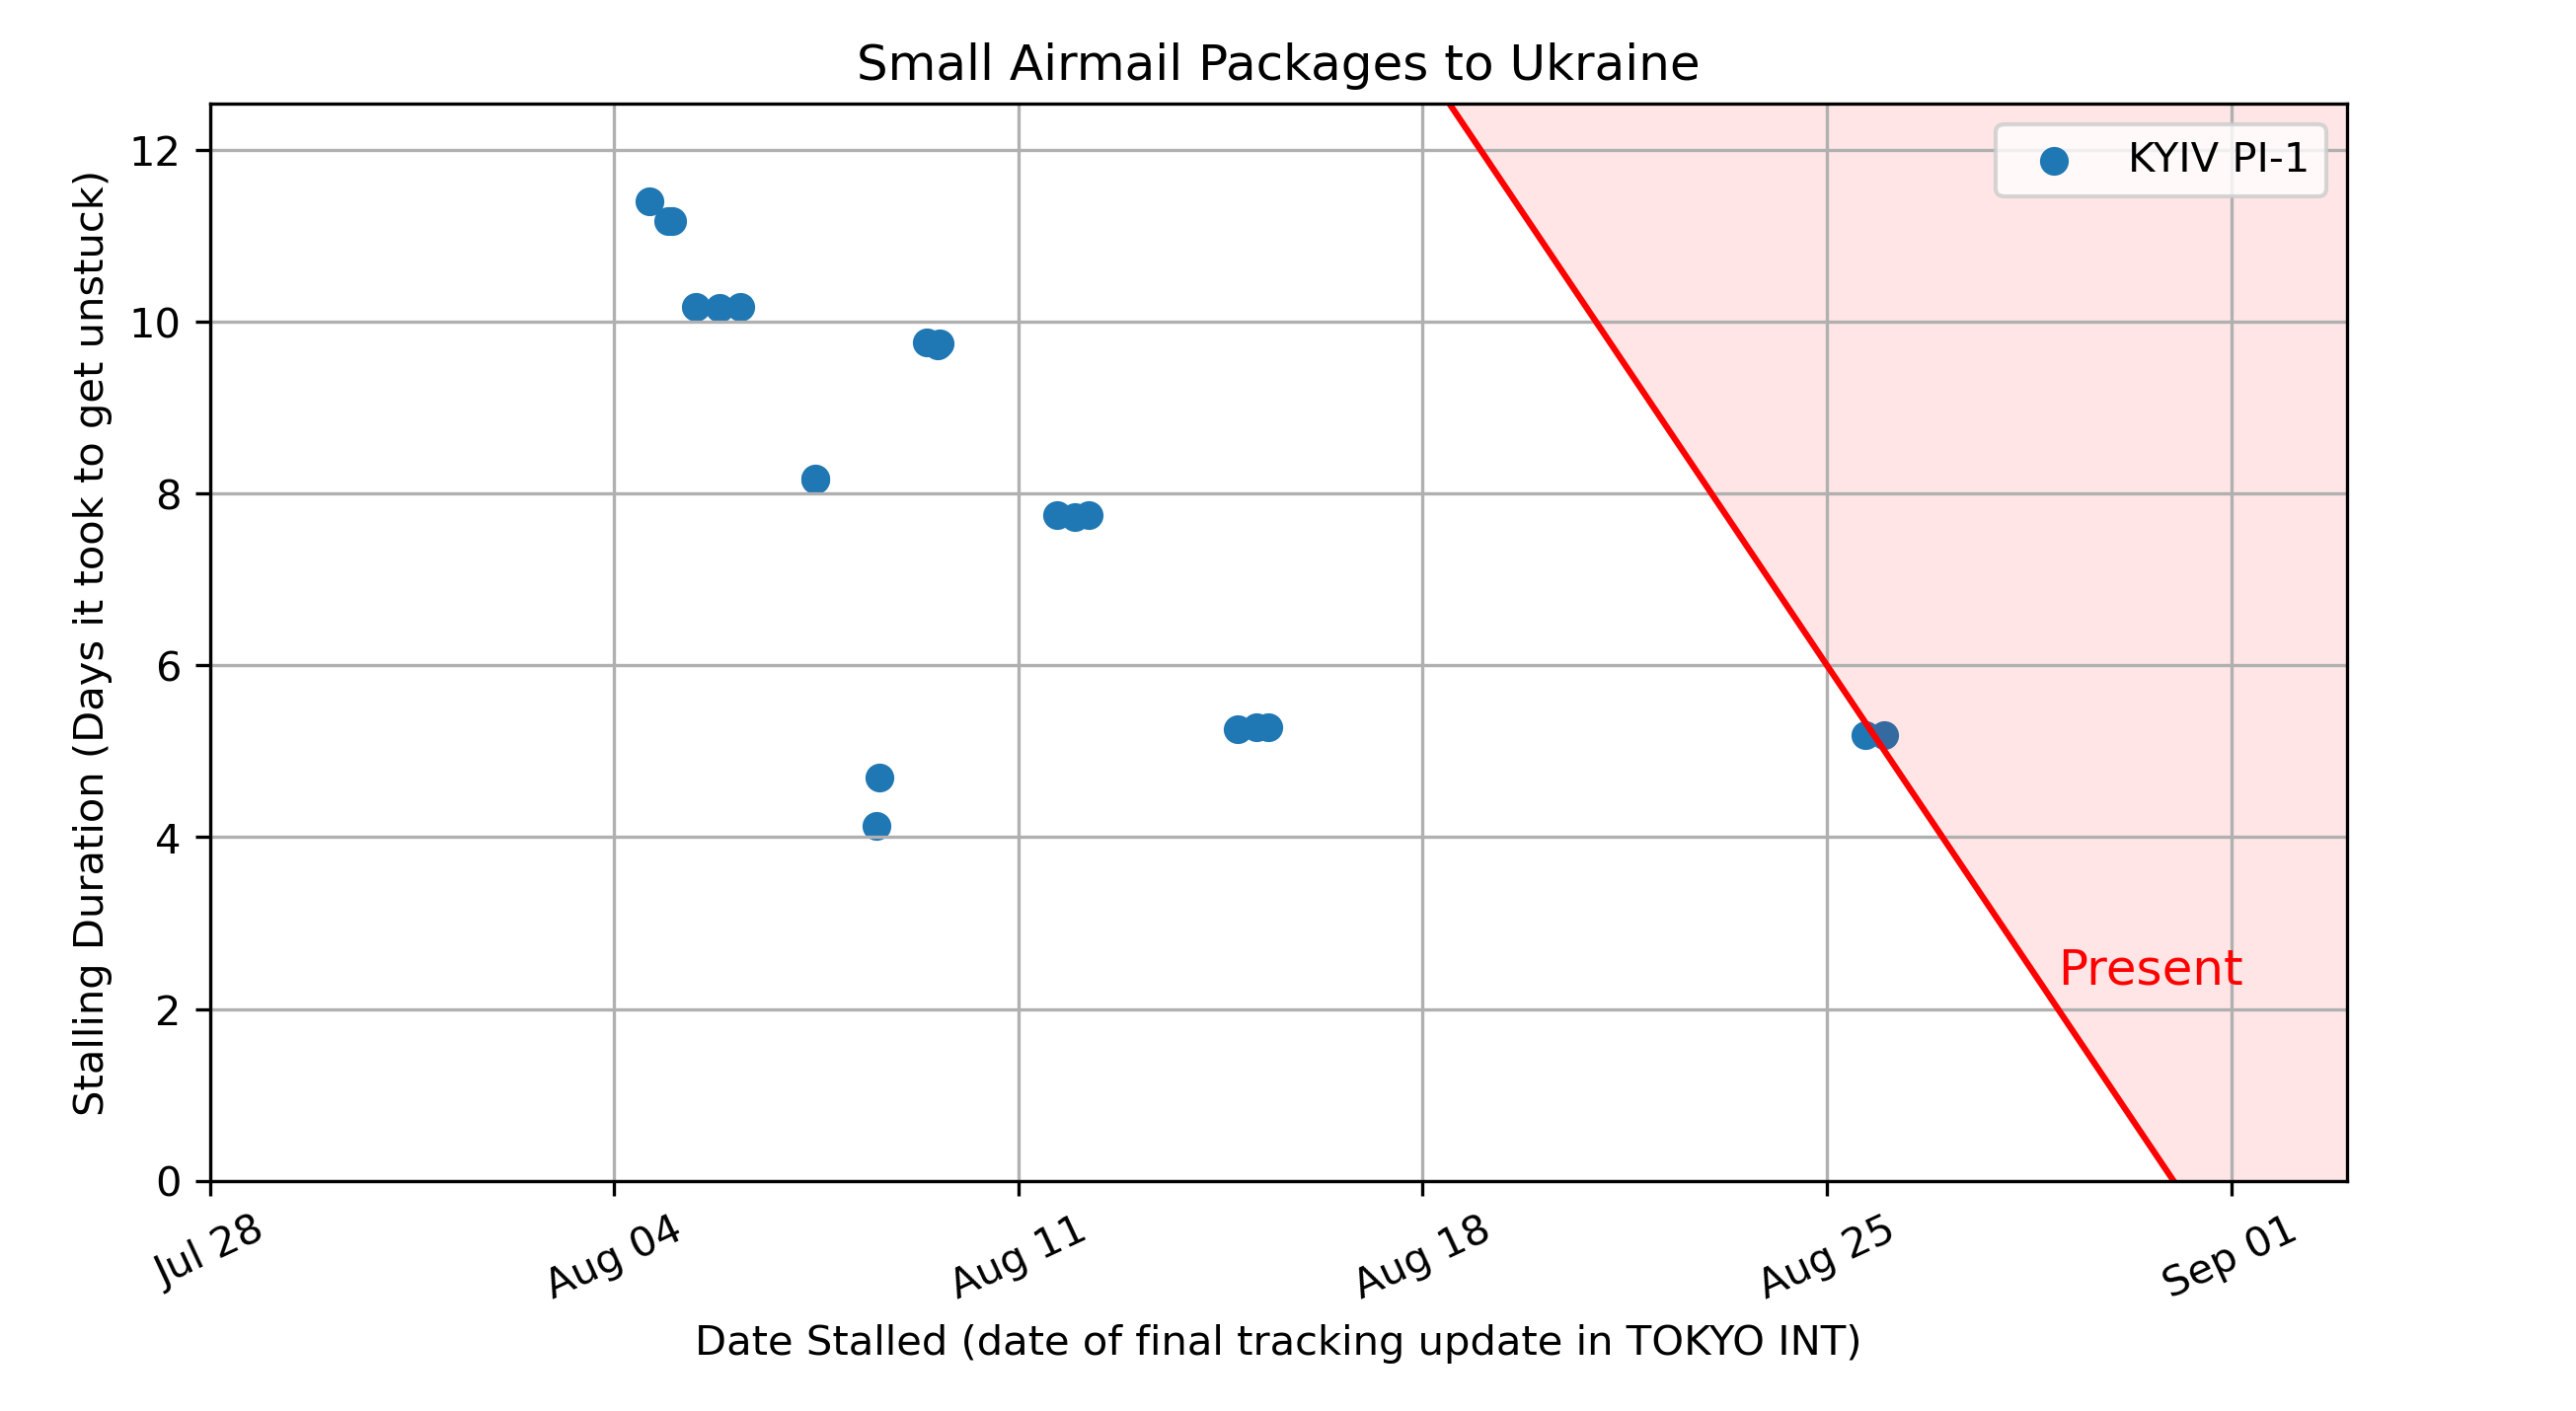 Small Airmail Packages to Ukraine
KYIV PI-1
Stalling Duration (Days it took to get unstuck)
12
10
8
6
4
2
0
Present
Jul 28
Aug 04
Aug 11
Aug 18
Aug 25
Sep 01
Date Stalled (date of final tracking update in TOKYO INT)